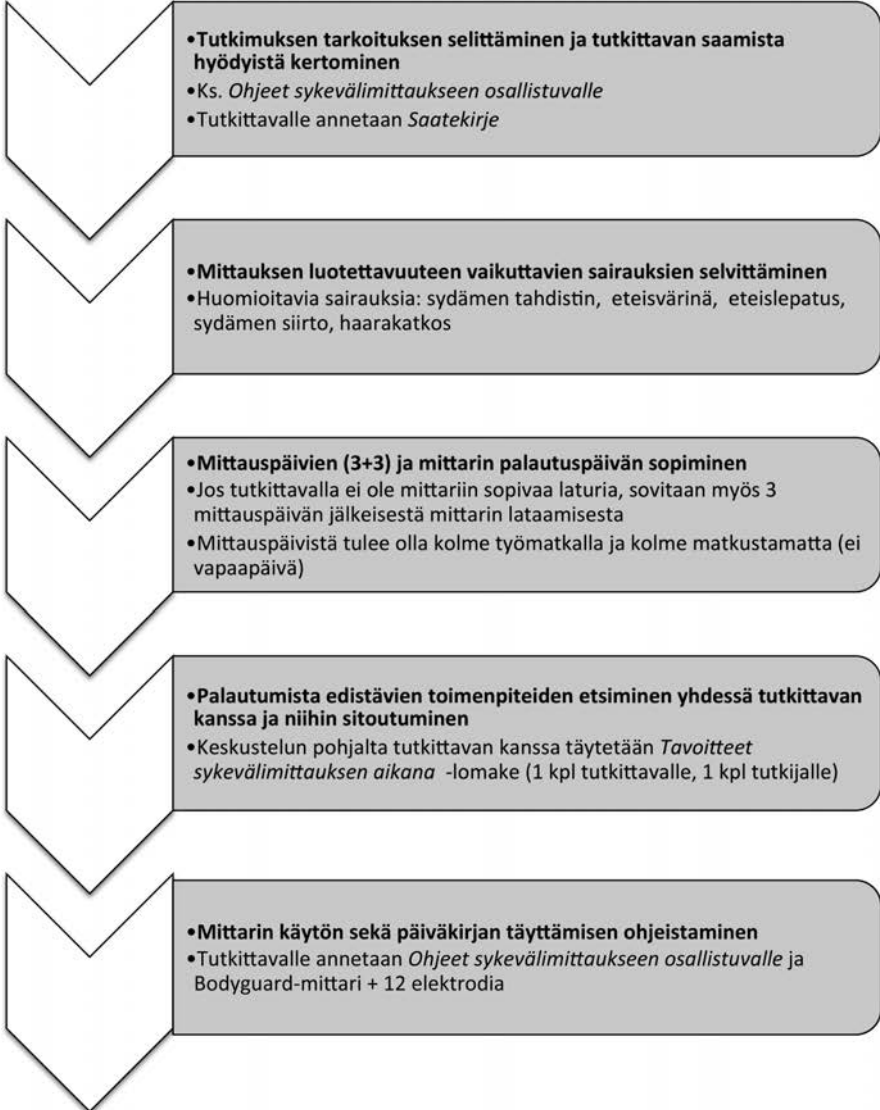 •Tutkimuksen tarkoituksen selittäminen ja tutkittavan saamista
hyödyistä kertominen
•Ks. Ohjeet sykevälimittaukseen osallistuvalle
•Tutkittavalle annetaan Saatekirje
•Mittauksen luotettavuuteen vaikuttavien sairauksien selvittäminen
•Huomioitavia sairauksia: sydämen tahdistin, eteisvärinä, eteislepatus,
sydämen siirto, haarakatkos
•Mittauspäivien (3+3) ja mittarin palautuspäivän sopiminen
•Jos tutkittavalla ei ole mittariin sopivaa laturia, sovitaan myös 3
mittauspäivän jälkeisestä mittarin lataamisesta
•Mittauspäivistä tulee olla kolme työmatkalla ja kolme matkustamatta (ei
vapaapäivä)
•Palautumista edistävien toimenpiteiden etsiminen yhdessä tutkittavan
kanssa ja niihin sitoutuminen
•Keskustelun pohjalta tutkittavan kanssa täytetään Tavoitteet
sykevälimittauksen aikana -lomake (1 kpl tutkittavalle, 1 kpl tutkijalle)
•Mittarin käytön sekä päiväkirjan täyttämisen ohjeistaminen
•Tutkittavalle annetaan Ohjeet sykevälimittaukseen osallistuvalle ja
Bodyguard-mittari + 12 elektrodia